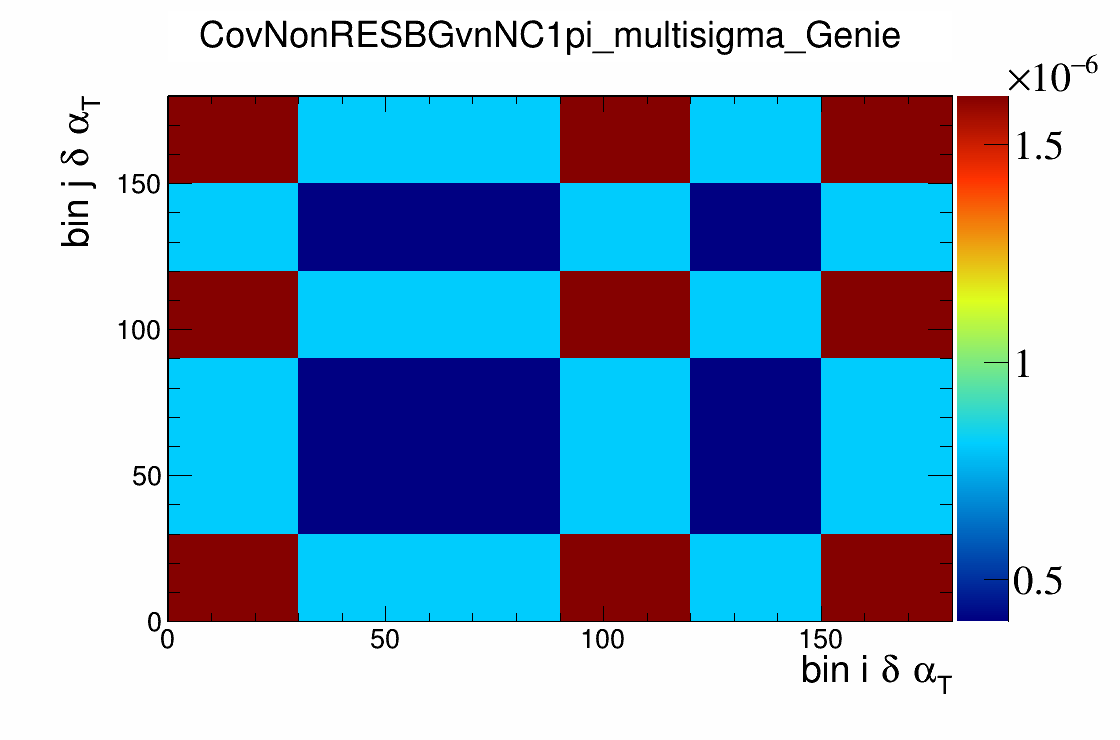 CovNonRESBGvnNC1pi_multisigma_Genie
×10⁻⁶
bin j δ α_T
150
100
50
0
0 50 100 150
bin i δ α_T
1.5
1
0.5